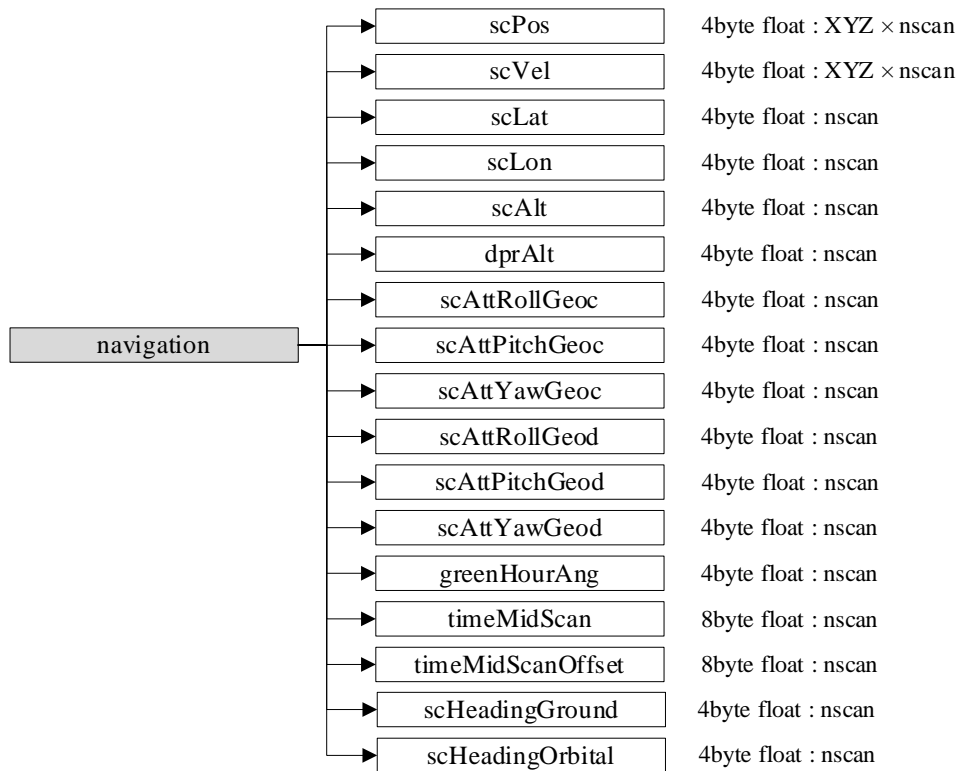 scPos 4byte float : XYZ × nscan
scVel 4byte float : XYZ × nscan
scLat 4byte float : nscan
scLon 4byte float : nscan
scAlt 4byte float : nscan
dprAlt 4byte float : nscan
scAttRollGeoc 4byte float : nscan
navigation scAttPitchGeoc 4byte float : nscan
scAttYawGeoc 4byte float : nscan
scAttRollGeod 4byte float : nscan
scAttPitchGeod 4byte float : nscan
scAttYawGeod 4byte float : nscan
greenHourAng 4byte float : nscan
timeMidScan 8byte float : nscan
timeMidScanOffset 8byte float : nscan
scHeadingGround 4byte float : nscan
scHeadingOrbital 4byte float : nscan